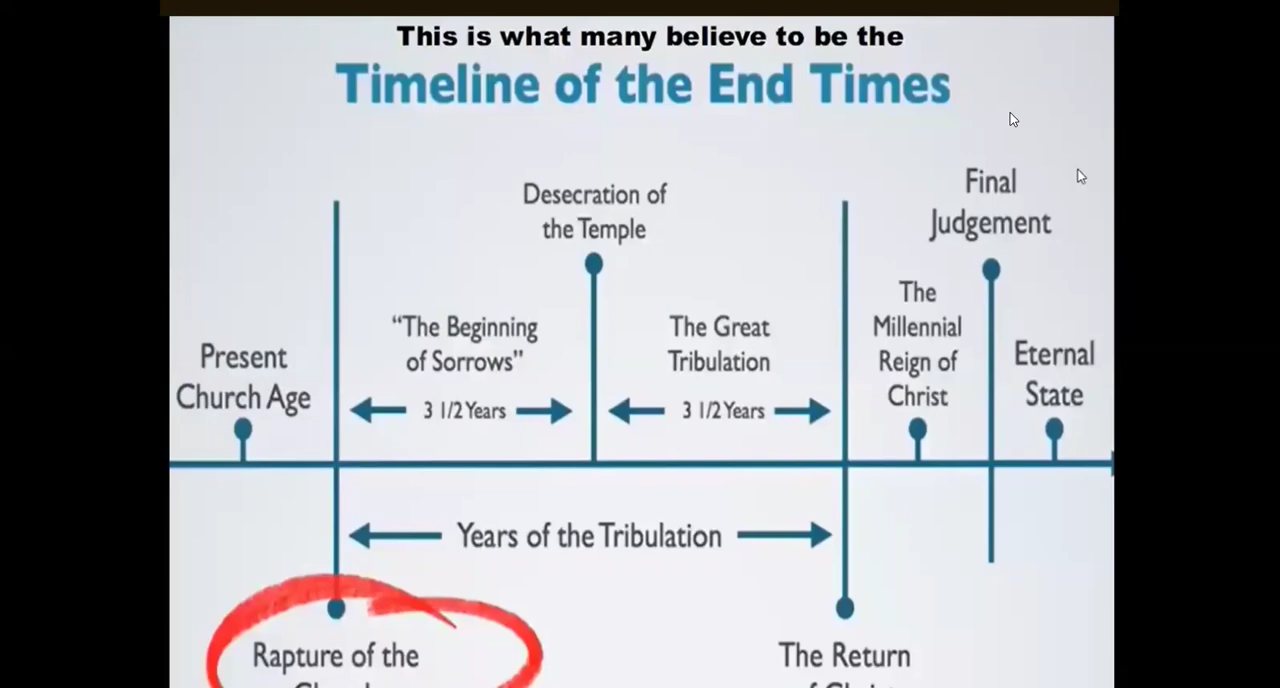 This is what many believe to be the
Timeline of the End Times
Desecration of
the Temple
Final
Judgement
"The Beginning
of Sorrows"
3 1/2 Years
The Great
Tribulation
3 1/2 Years
The
Millennial
Reign of
Christ
Present
Church Age
Eternal
State
Years of the Tribulation
Rapture of the
The Return